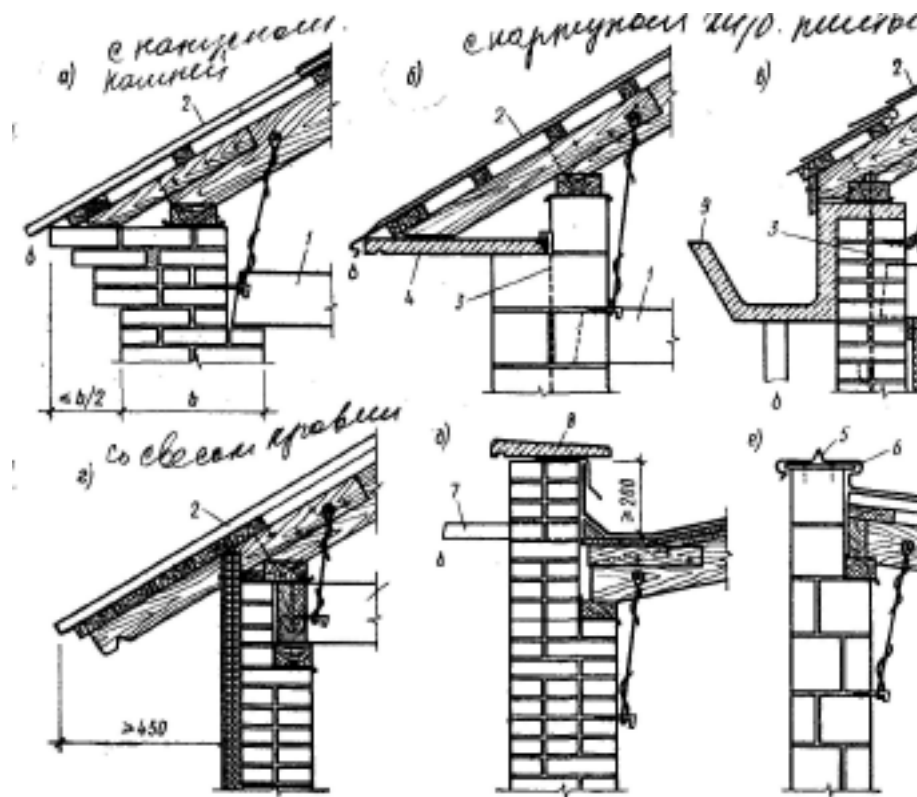 с напуском
камней
с карнизом ж/б. плиты
а)
б)
в)
2
2
2
1
1
3
3
4
9
в
в
в
≤ b/2
b
со свесом кровли
г)
д)
е)
2
≥450
7
8
≥ 200
5
6
в